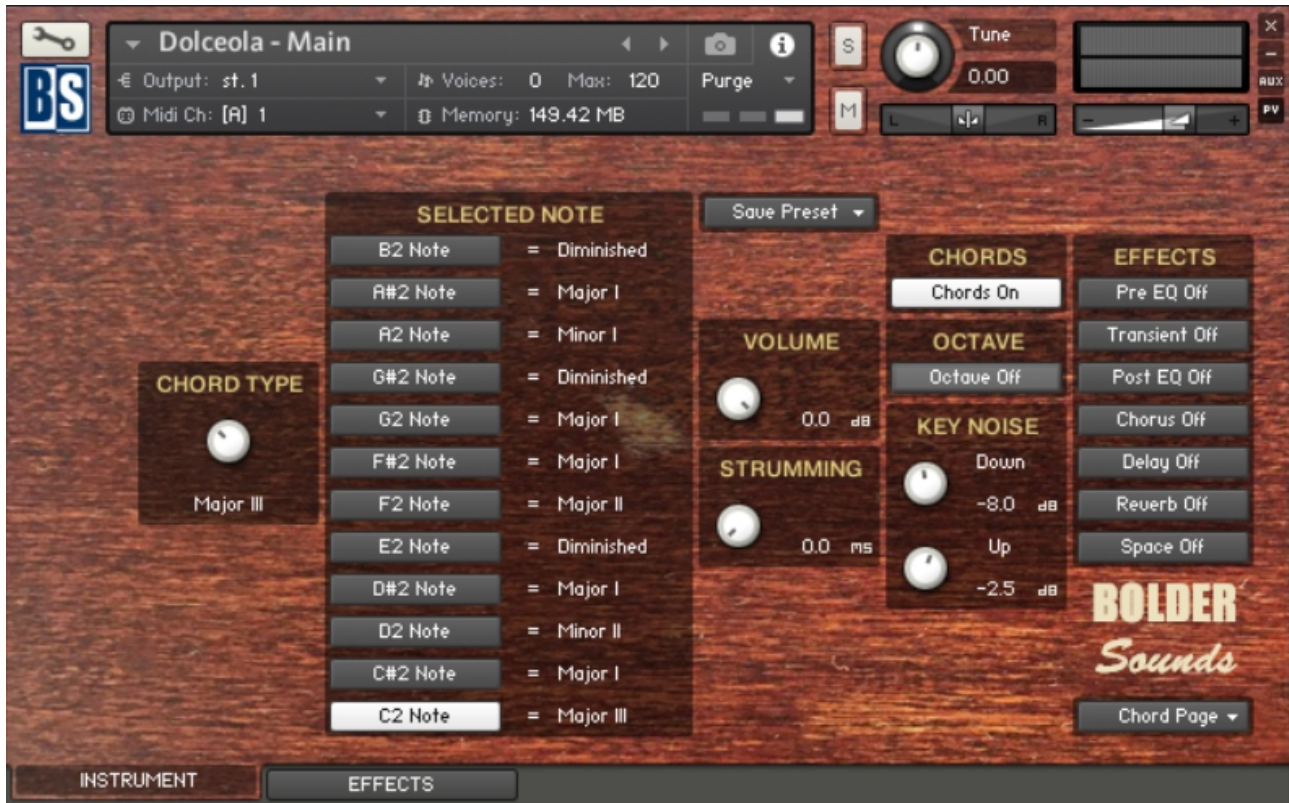 Dolceola - Main
Output: st. 1
Voices: 0 Max: 120
Purge
Midi Ch: [A] 1
Memory: 149.42 MB
BS
S
M
Tune
0.00
L
R
-
+
×
−
AUX
PV
SELECTED NOTE
B2 Note = Diminished
A#2 Note = Major I
A2 Note = Minor I
G#2 Note = Diminished
G2 Note = Major I
F#2 Note = Major I
F2 Note = Major II
E2 Note = Diminished
D#2 Note = Major I
D2 Note = Minor II
C#2 Note = Major I
C2 Note = Major III
CHORD TYPE
Major III
Save Preset
VOLUME
0.0 dB
STRUMMING
0.0 ms
CHORDS
Chords On
OCTAVE
Octave Off
KEY NOISE
Down
-8.0 dB
Up
-2.5 dB
EFFECTS
Pre EQ Off
Transient Off
Post EQ Off
Chorus Off
Delay Off
Reverb Off
Space Off
BOLDER
Sounds
Chord Page
INSTRUMENT
EFFECTS